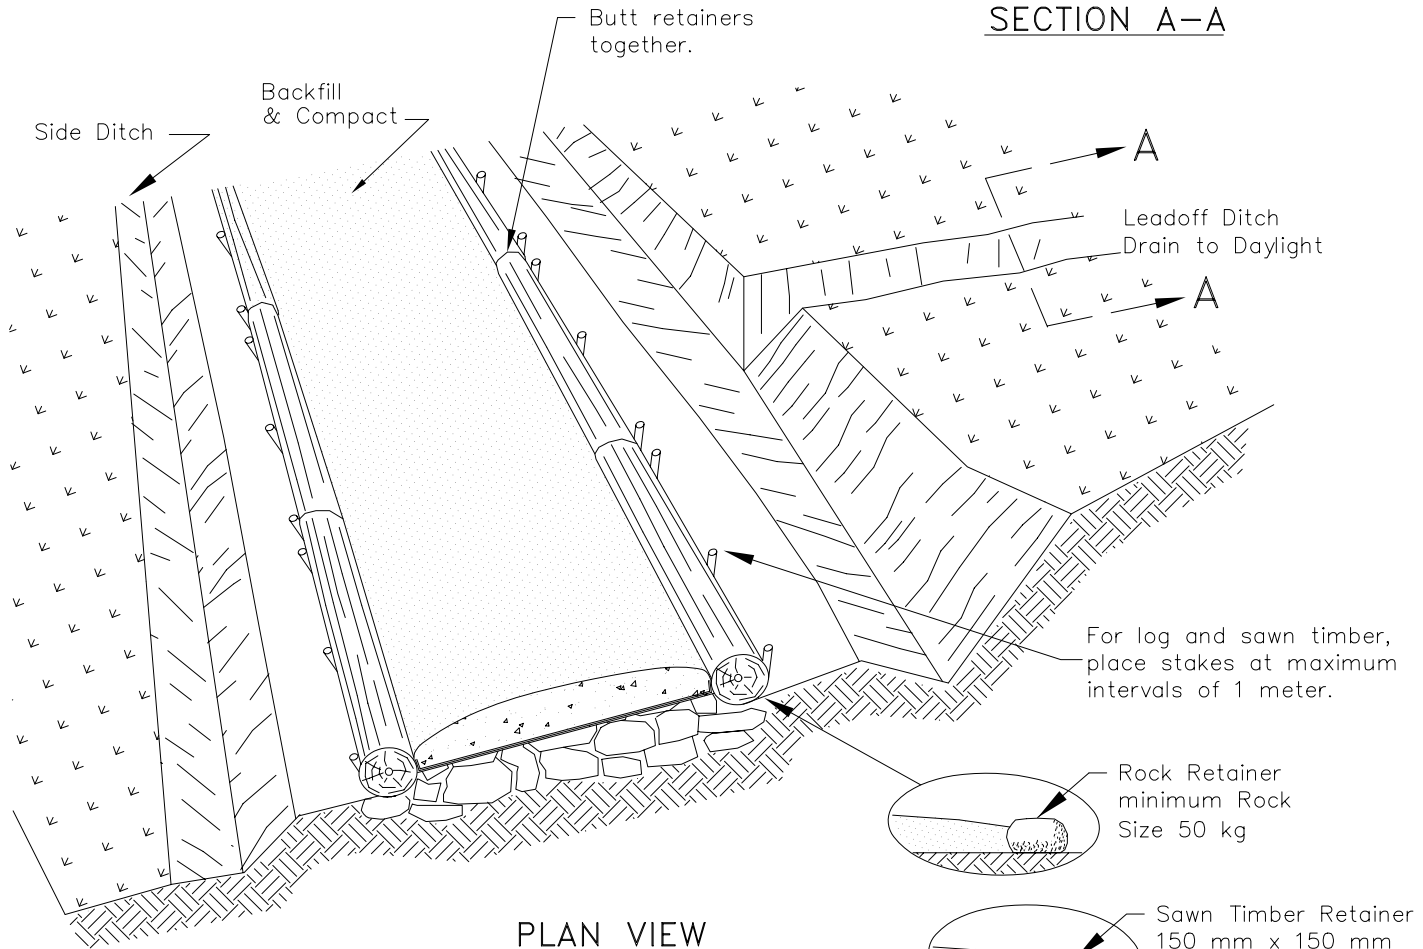 SECTION A-A
Butt retainers
together.
Backfill
& Compact
Side Ditch
A
Leadoff Ditch
Drain to Daylight
A
For log and sawn timber,
place stakes at maximum
intervals of 1 meter.
Rock Retainer
minimum Rock
Size 50 kg
Sawn Timber Retainer
150 mm x 150 mm
PLAN VIEW